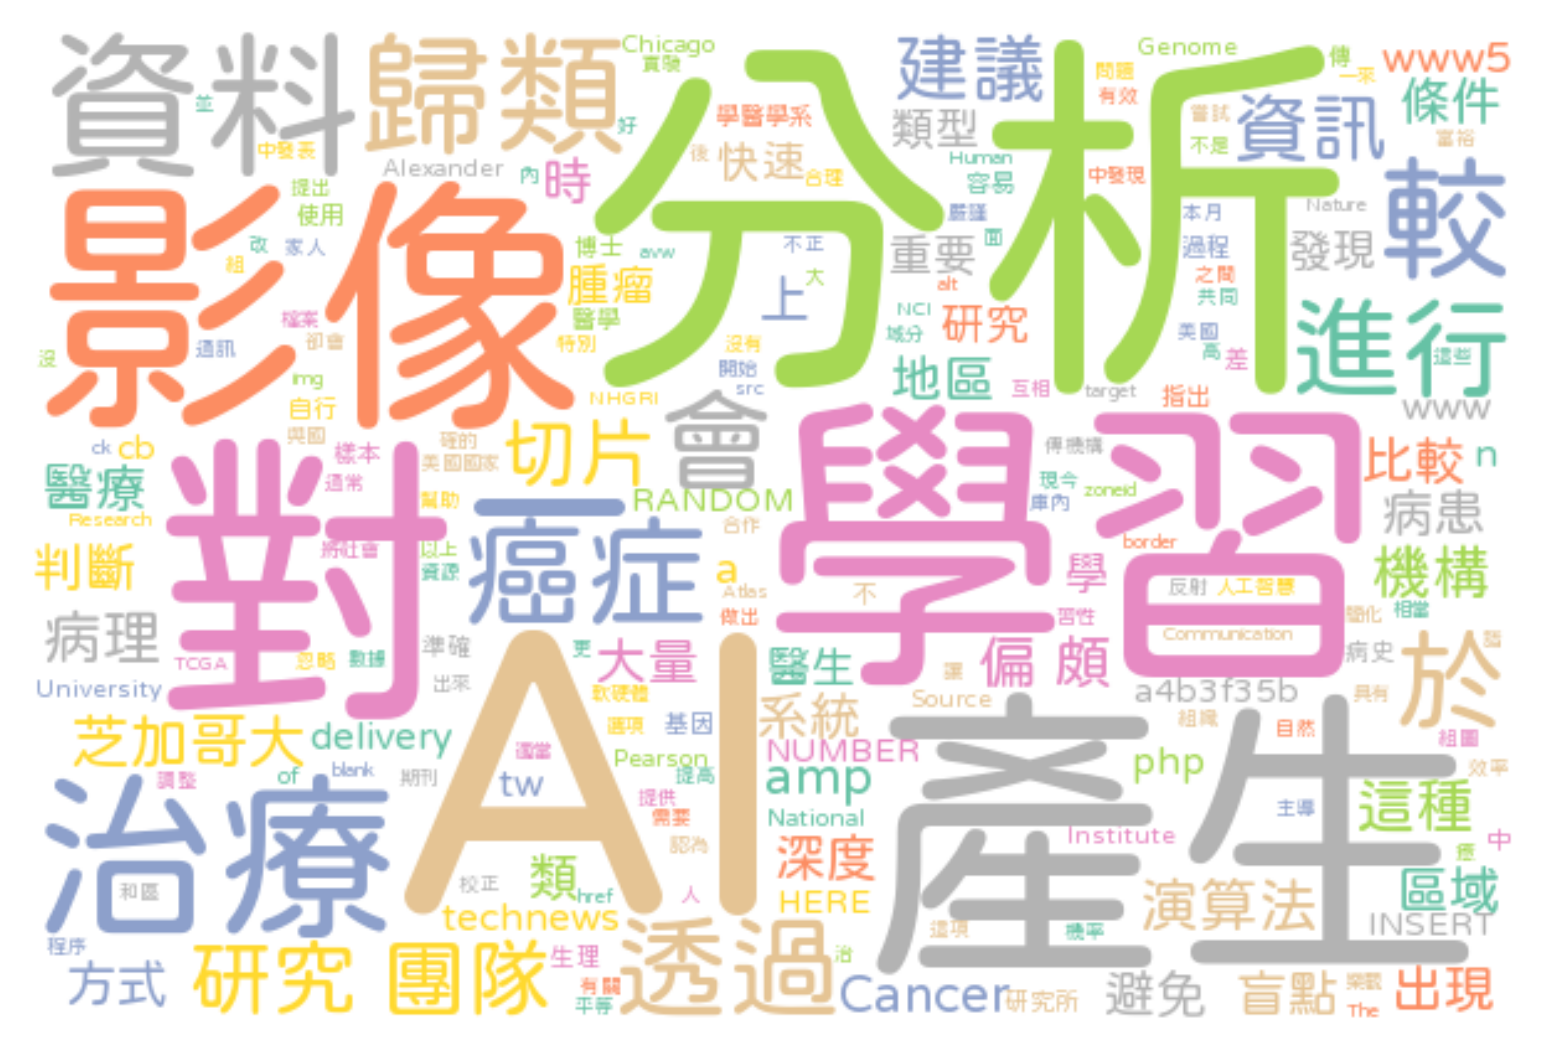 資料
歸類
Chicago
實發
分析
建議
Genome
傳
一來
www5
條件
並
中發表
好
Alexander
學醫學系
後
快速
合理
類型
Human
容易
問題
有效
中發現
嘗試
不是
資訊
富裕
影像
提出
使用
內
時
改
家人
組
博士
avw
腫瘤
醫學
特別
不正
大
上
重要
嚴謹
面
alt
NCI
域分
研究
本月
過程
之間
共同
Nature
發現
較
檔案
通訊
卻會
沒
img
自行
與國
NHGRI
沒有
開始
src
地區
互相
target
美國
高
差
指出
進行
這些
www
ck
cb
醫療
Research
對
樣本
通常
確的
美國國家
幫助
切片
會
RANDOM
合作
學習
傳機構
現今
庫內
zoneid
border
比較
n
病患
判斷
將社會
以上
資源
癌症
a
Atlas
做出
不
學
習性
反射
人工智慧
機構
簡化
相當
病理
TCGA
忽略
數據
準確
出來
AI
更
大量
軟硬體
選項
基因
醫生
讓
偏頗
Communication
病史
於
University
芝加哥大
delivery
調整
of
blank
期刊
適當
tw
Pearson
提高
提供
需要
認為
系統
Source
NUMBER
amp
National
產生
a4b3f35b
組織
具有
自然
組圖
php
效率
主導
這種
中
癌
治療
和區
校正
類
href
technews
人
深度
HERE
Institute
這項
機率
演算法
區域
INSERT
程序
方式
研究
團隊
生理
有關
平等
透過
治
Cancer
研究所
避免
盲點
樂觀
The
出現